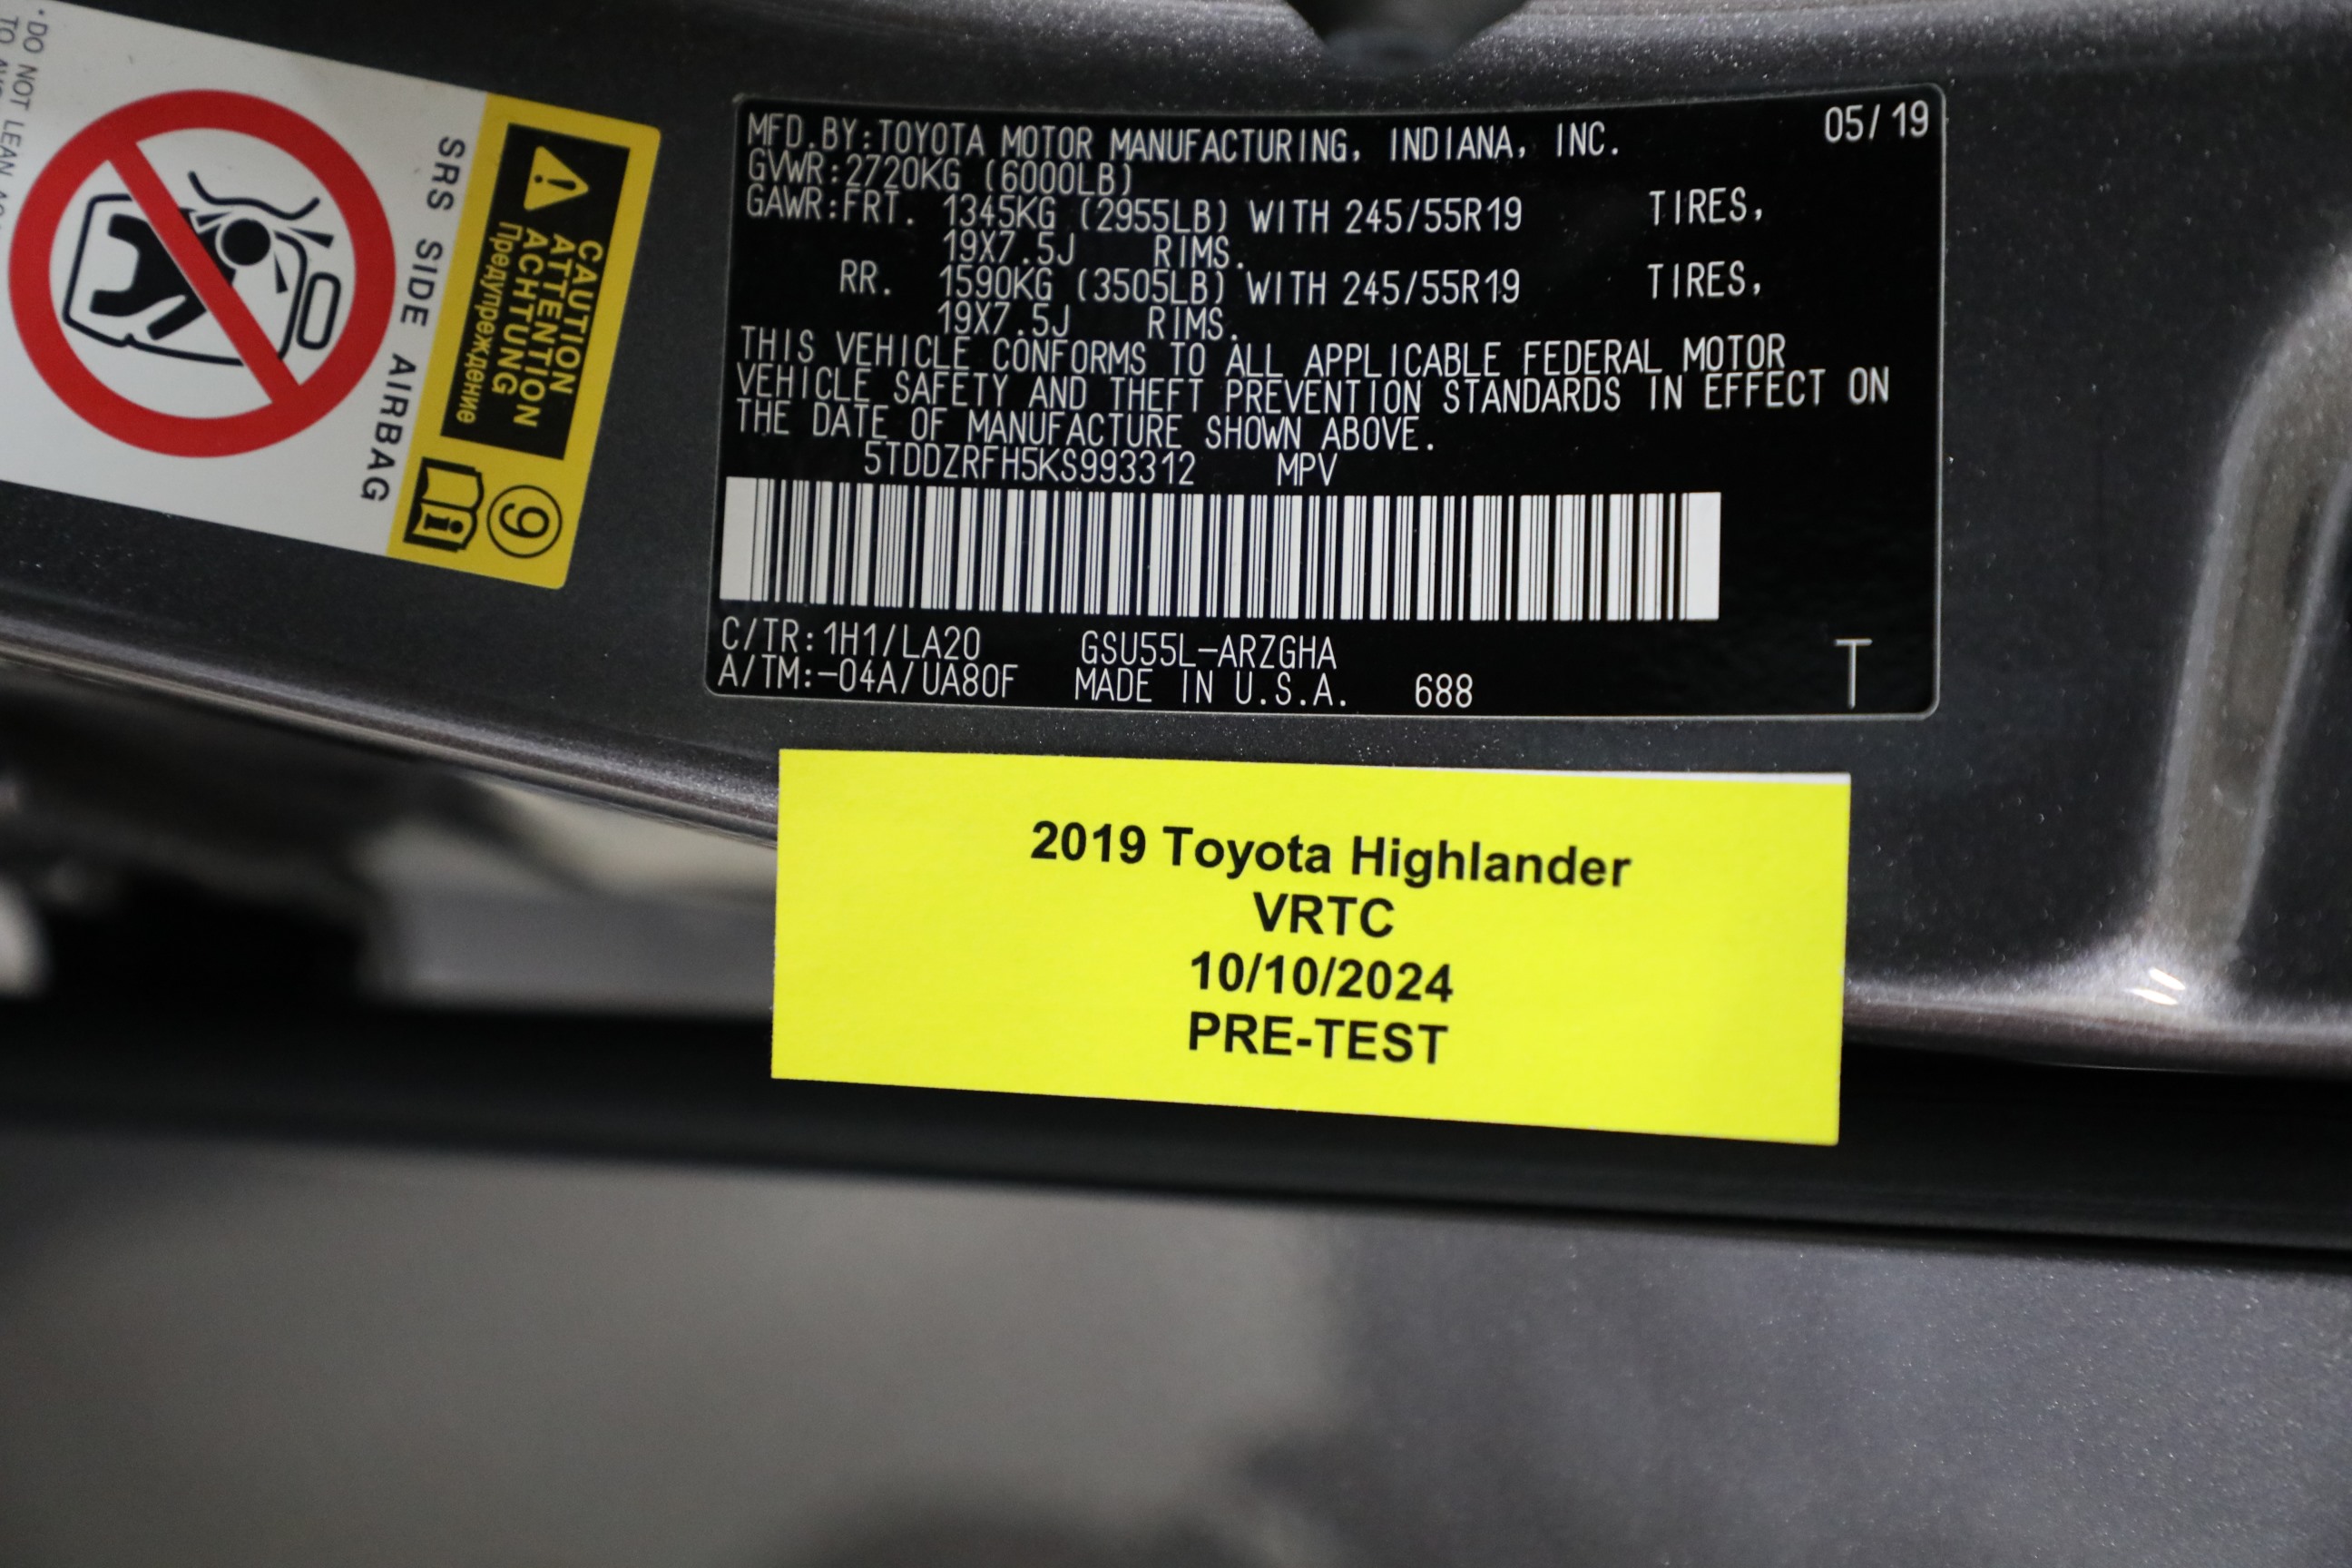 • DO NOT LEAN
SRS SIDE AIRBAG
CAUTION
ATTENTION
ACHTUNG
Предупреждение
9
i
MFD.BY:TOYOTA MOTOR MANUFACTURING, INDIANA, INC. 05/19
GVWR:2720KG (6000LB)
GAWR:FRT. 1345KG (2955LB) WITH 245/55R19 TIRES,
19X7.5J RIMS.
RR. 1590KG (3505LB) WITH 245/55R19 TIRES,
19X7.5J RIMS.
THIS VEHICLE CONFORMS TO ALL APPLICABLE FEDERAL MOTOR
VEHICLE SAFETY AND THEFT PREVENTION STANDARDS IN EFFECT ON
THE DATE OF MANUFACTURE SHOWN ABOVE.
5TDDZRFH5KS993312 MPV
C/TR:1H1/LA20 GSU55L-ARZGHA
A/TM:-04A/UA80F MADE IN U.S.A. 688 T
2019 Toyota Highlander
VRTC
10/10/2024
PRE-TEST